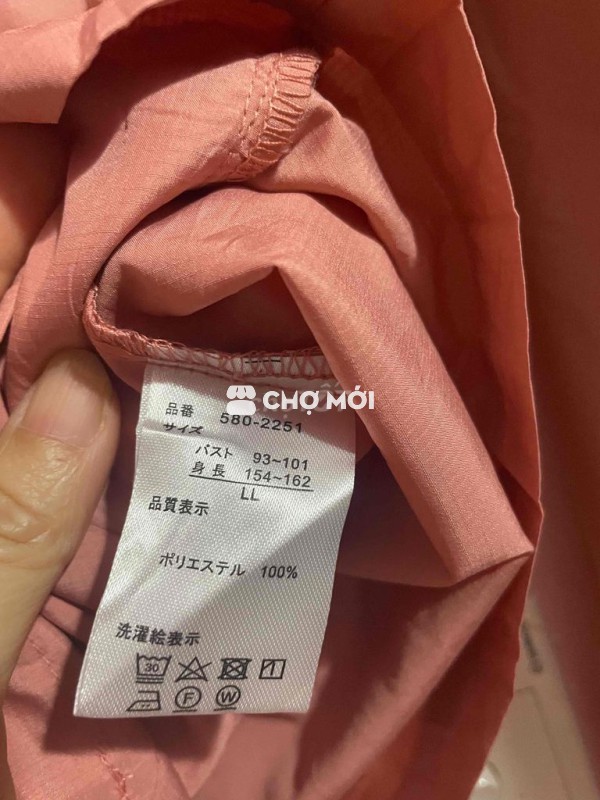 CHỢ MỚI
品番 580-2251
サイズ
バスト 93~101
身長 154~162
LL
品質表示
ポリエステル 100%
洗濯絵表示
30
F W